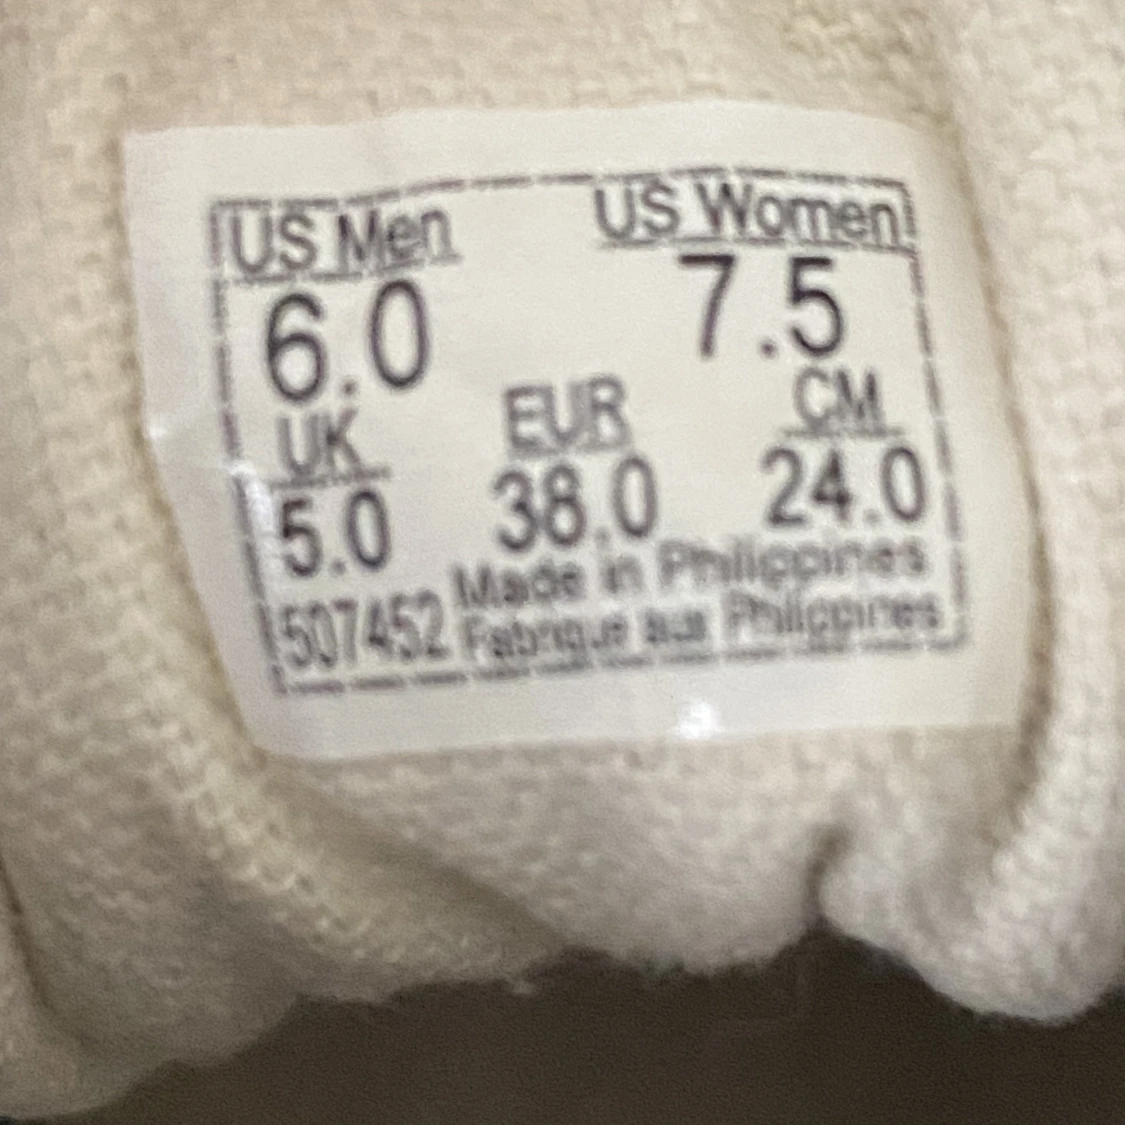 US Men US Women
6.0 7.5
UK EUR CM
5.0 38.0 24.0
Made in Philippines
507452 Fabrique aux Philippines